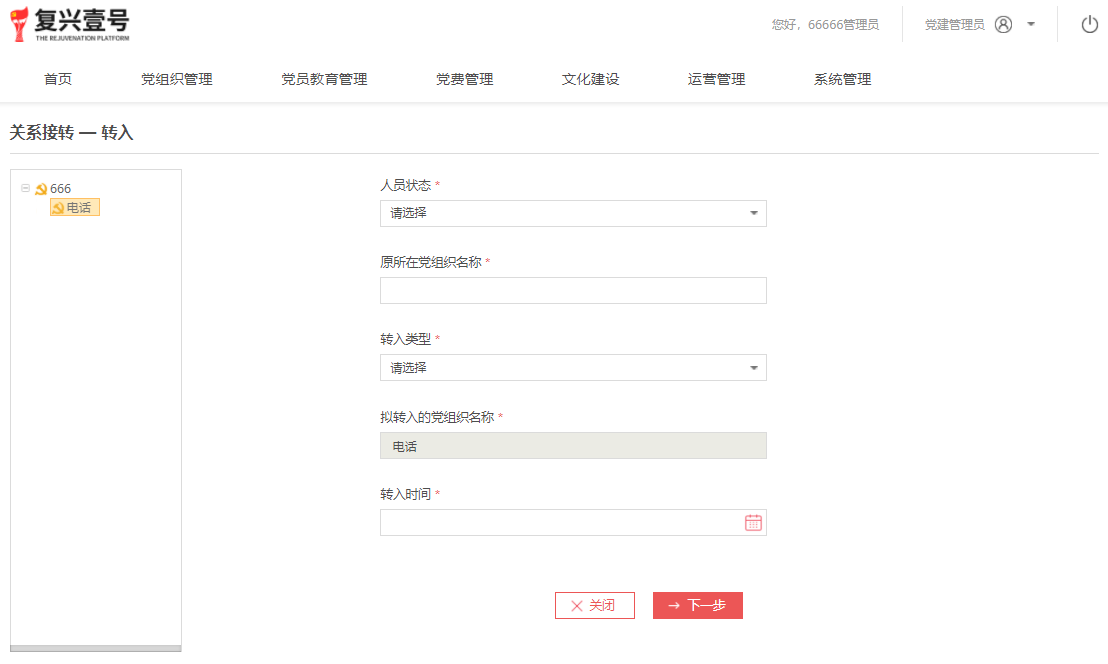 复兴壹号
THE REJUVENATION PLATFORM
您好，66666管理员
党建管理员
首页 党组织管理 党员教育管理 党费管理 文化建设 运营管理 系统管理
关系接转 — 转入
666
电话
人员状态 *
请选择
原所在党组织名称 *
转入类型 *
请选择
拟转入的党组织名称 *
电话
转入时间 *
关闭
下一步